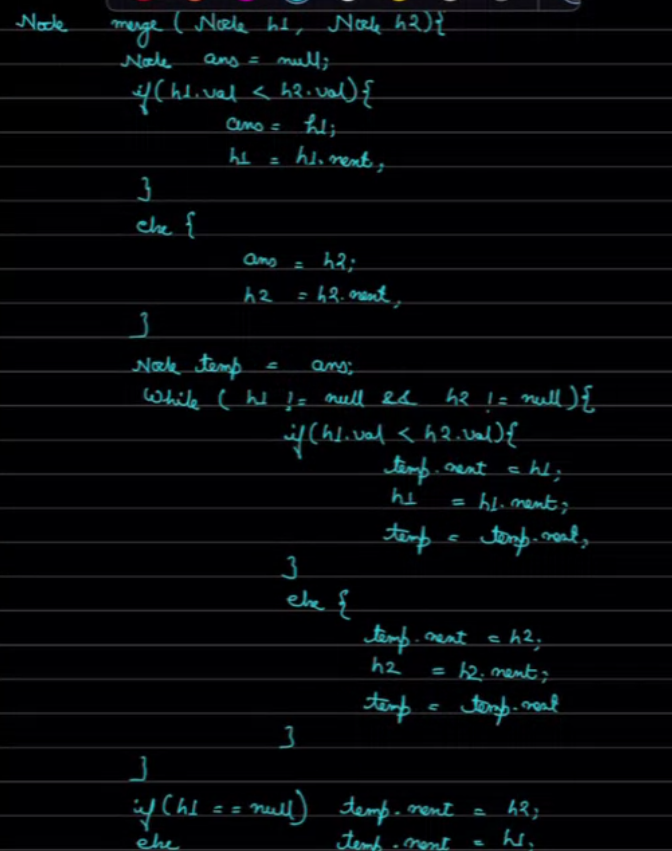 Node merge ( Node h1, Node h2){
Node ans = null;
if(h1.val < h2.val){
ans = h1;
h1 = h1.next;
}
else {
ans = h2;
h2 = h2.next;
}
Node temp = ans;
While ( h1 != null && h2 != null){
if(h1.val < h2.val){
temp.next = h1;
h1 = h1.next;
temp = temp.next;
}
else {
temp.next = h2;
h2 = h2.next;
temp = temp.next
}
}
if(h1 == null) temp.next = h2;
else temp.next = h1;